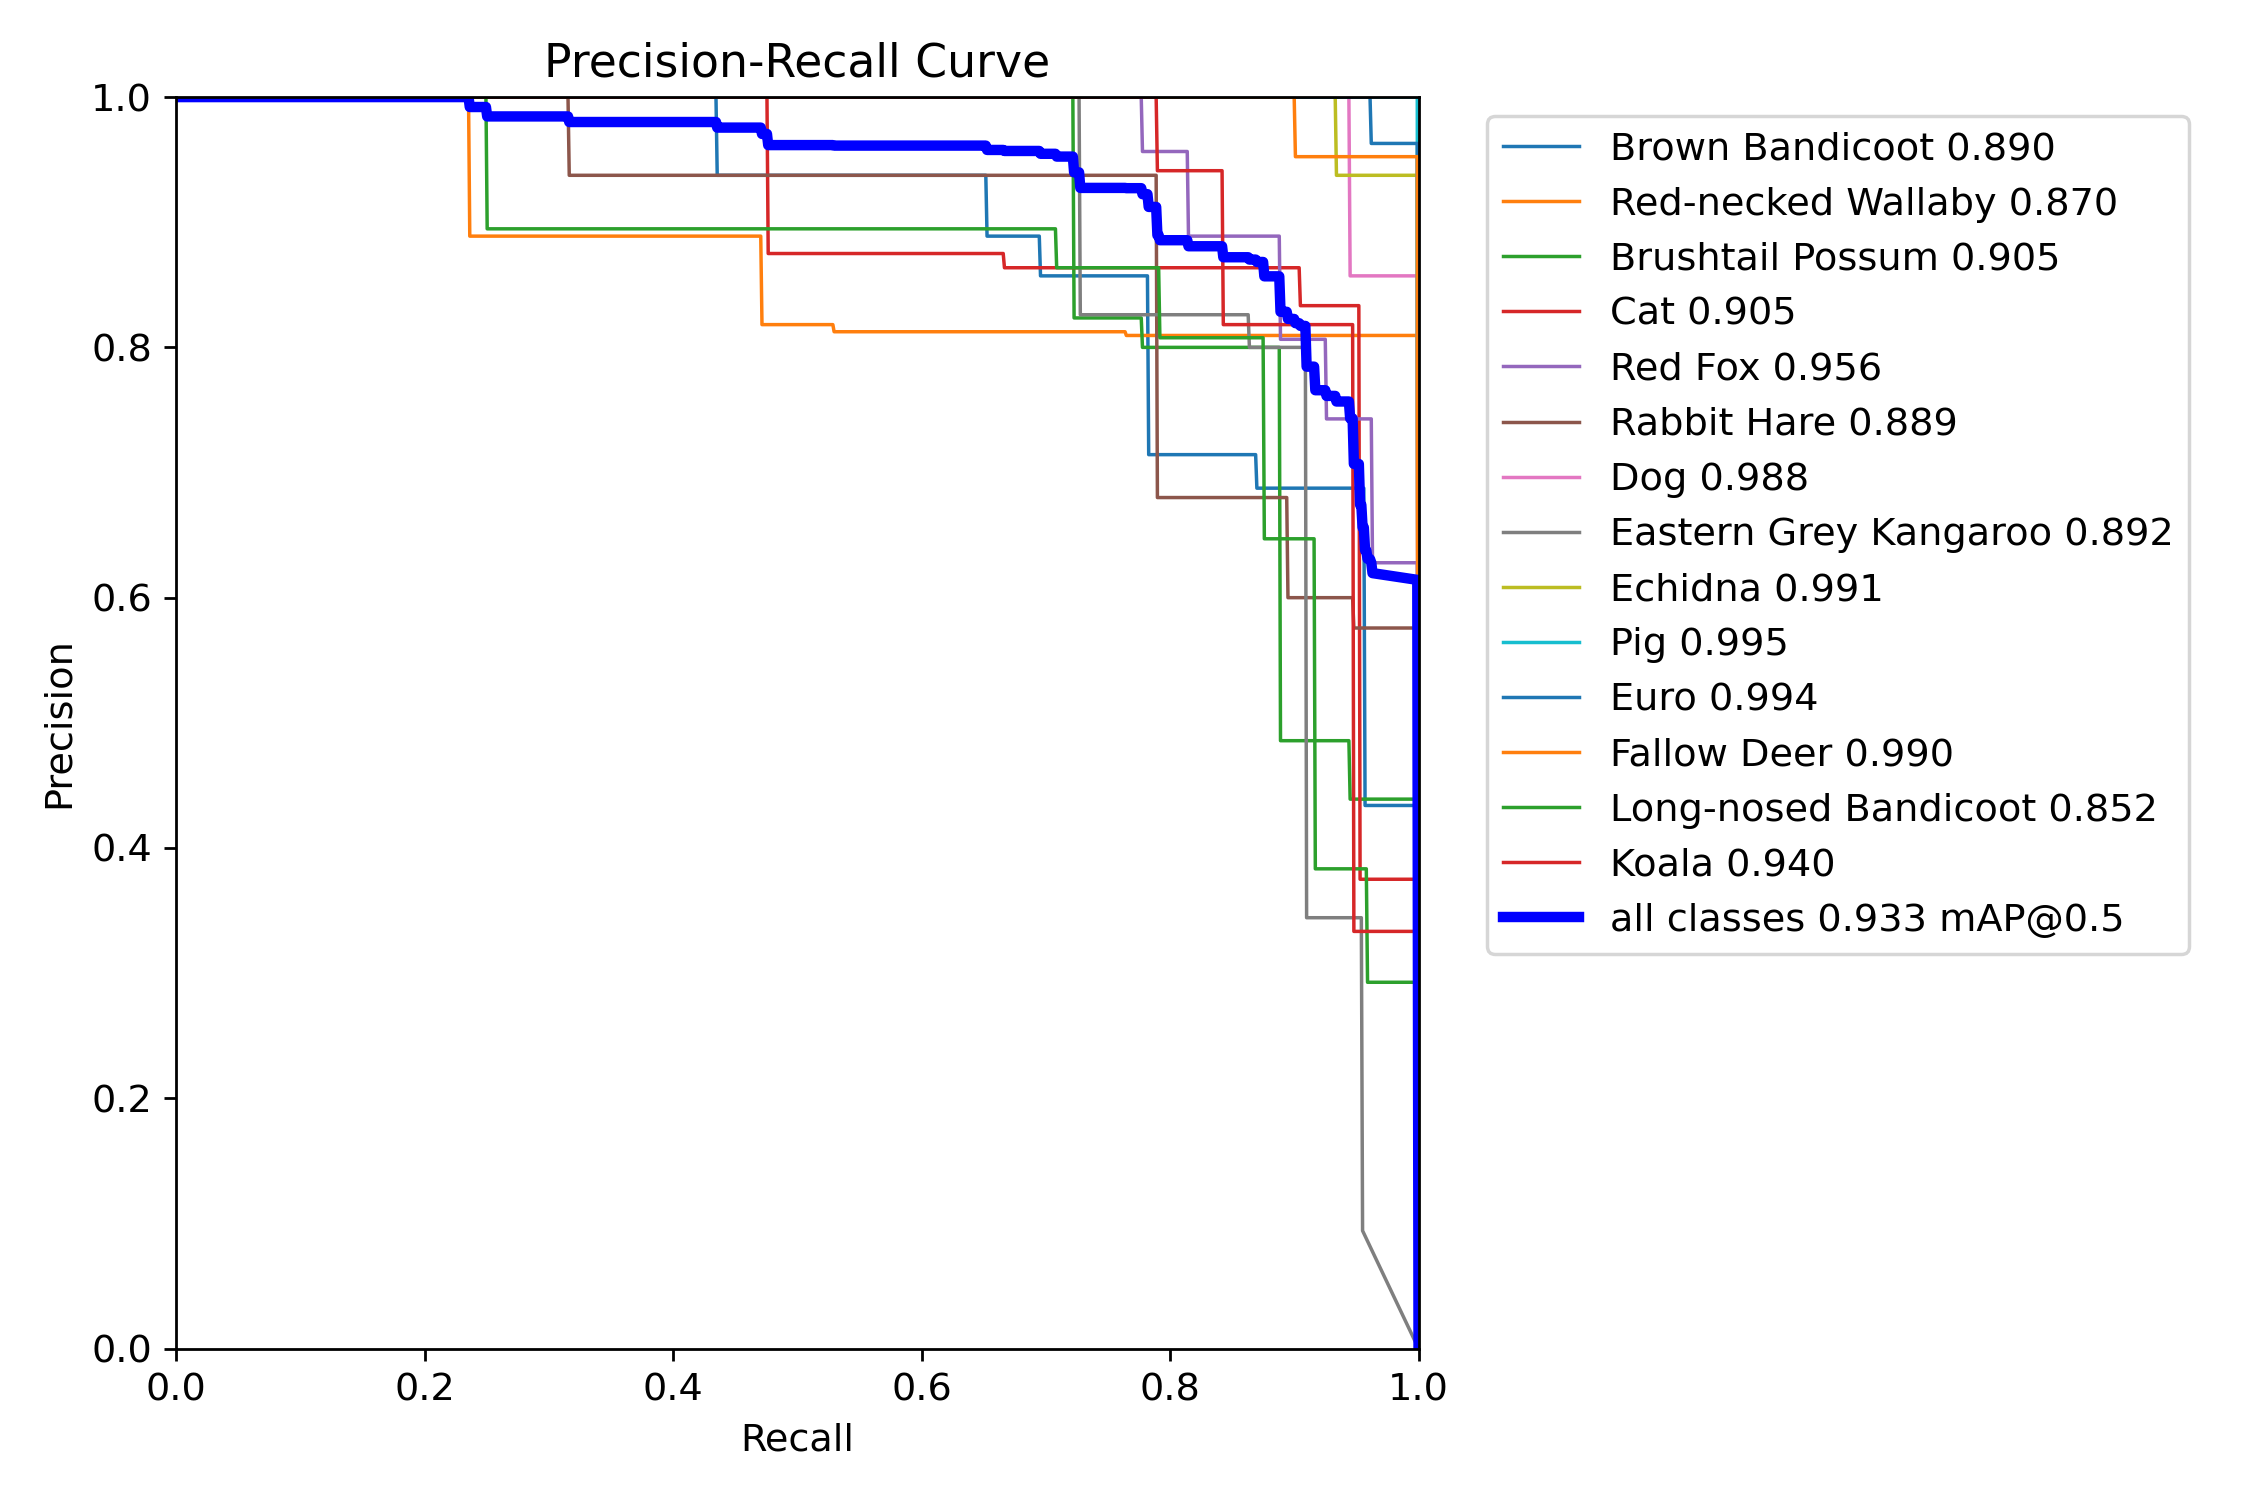 Precision-Recall Curve
1.0
0.8
0.6
0.4
0.2
0.0
Precision
0.0 0.2 0.4 0.6 0.8 1.0
Recall
Brown Bandicoot 0.890
Red-necked Wallaby 0.870
Brushtail Possum 0.905
Cat 0.905
Red Fox 0.956
Rabbit Hare 0.889
Dog 0.988
Eastern Grey Kangaroo 0.892
Echidna 0.991
Pig 0.995
Euro 0.994
Fallow Deer 0.990
Long-nosed Bandicoot 0.852
Koala 0.940
all classes 0.933 mAP@0.5